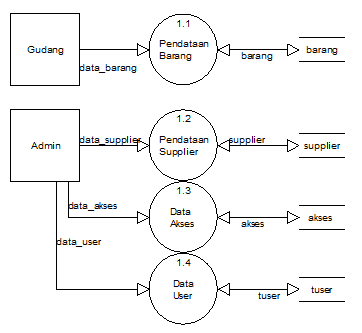 1.1
Gudang
Pendataan
Barang
barang
data_barang
barang
1.2
Admin
data_supplier
Pendataan
Supplier
supplier
supplier
1.3
data_akses
Data
Akses
akses
akses
data_user
1.4
Data
User
tuser
tuser